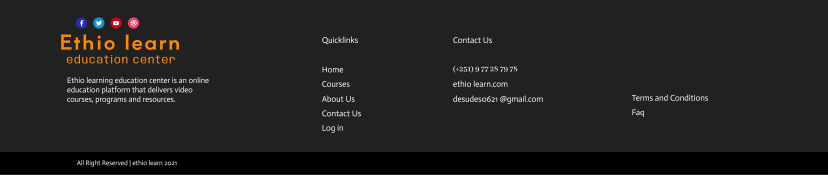 Ethio learn
education center
Ethio learning education center is an online
education platform that delivers video
courses, programs and resources.
Quicklinks
Home
Courses
About Us
Contact Us
Log in
Contact Us
(+251) 9 77 28 79 78
ethio learn.com
desudes0621 @gmail.com
Terms and Conditions
Faq
All Right Reserved | ethio learn 2021